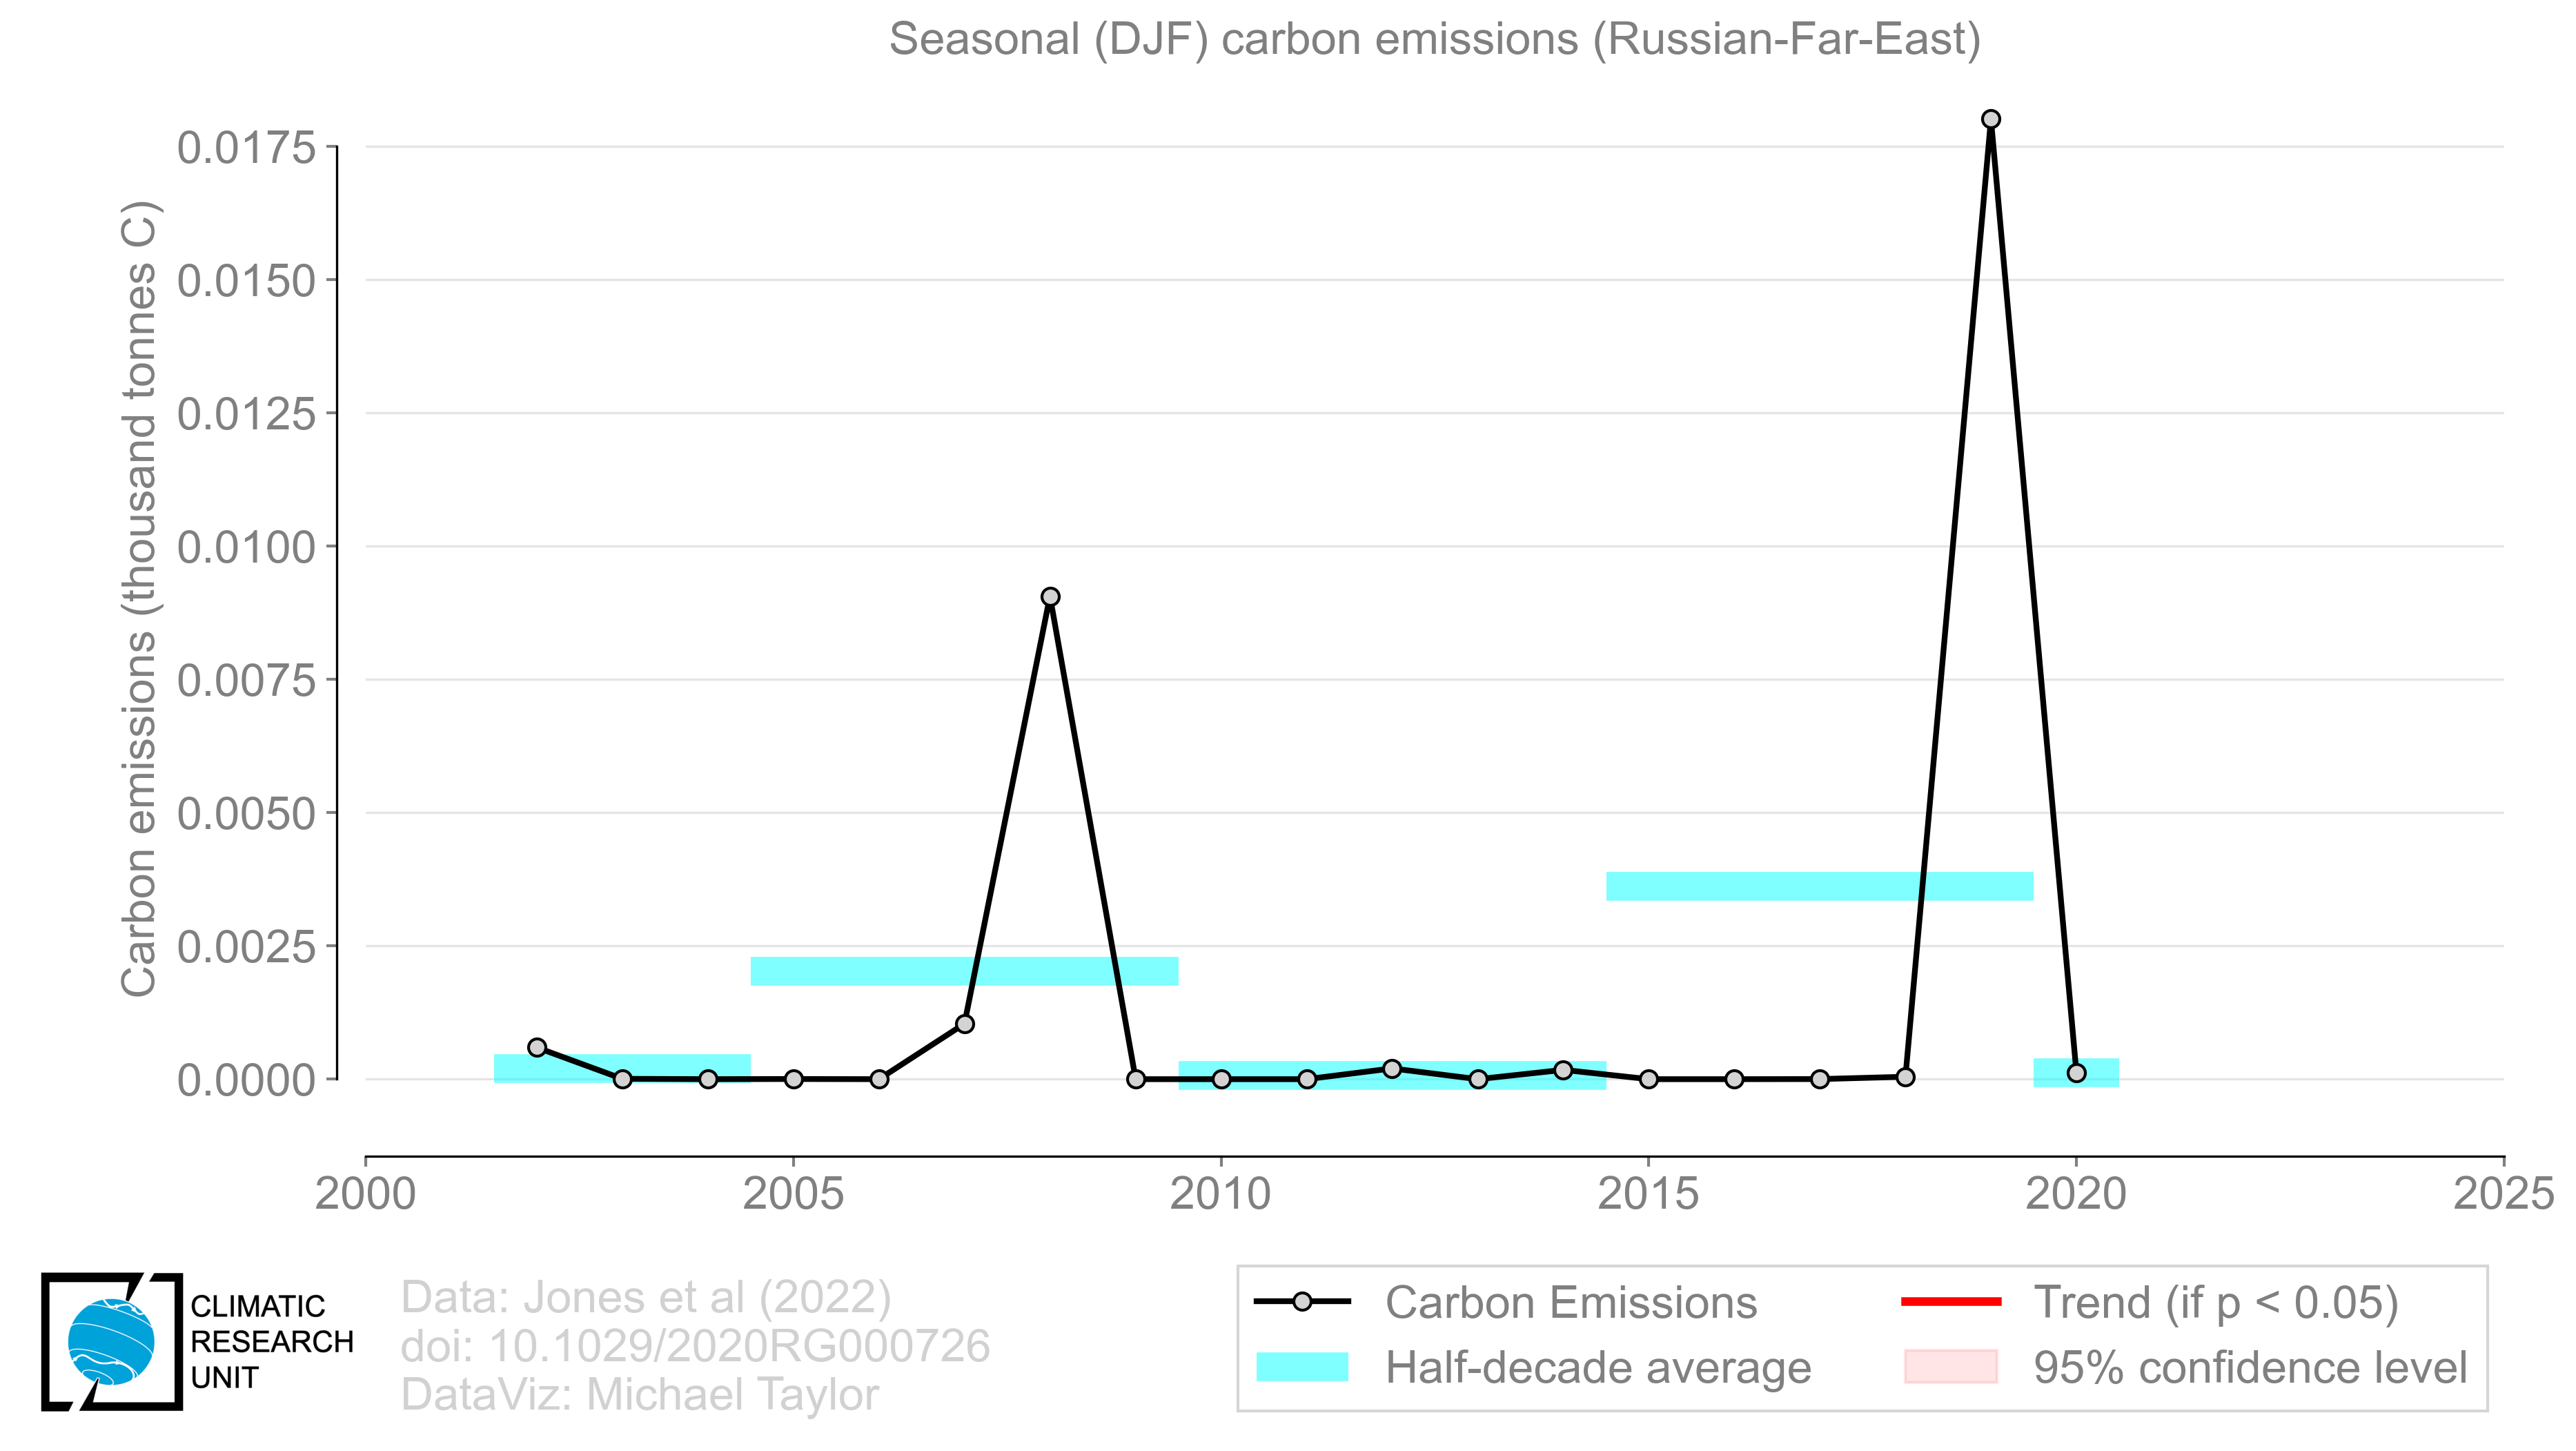 Seasonal (DJF) carbon emissions (Russian-Far-East)
Carbon emissions (thousand tonnes C)
0.0175
0.0150
0.0125
0.0100
0.0075
0.0050
0.0025
0.0000
2000 2005 2010 2015 2020 2025
CLIMATIC
RESEARCH
UNIT
Data: Jones et al (2022)
doi: 10.1029/2020RG000726
DataViz: Michael Taylor
Carbon Emissions
Half-decade average
Trend (if p < 0.05)
95% confidence level